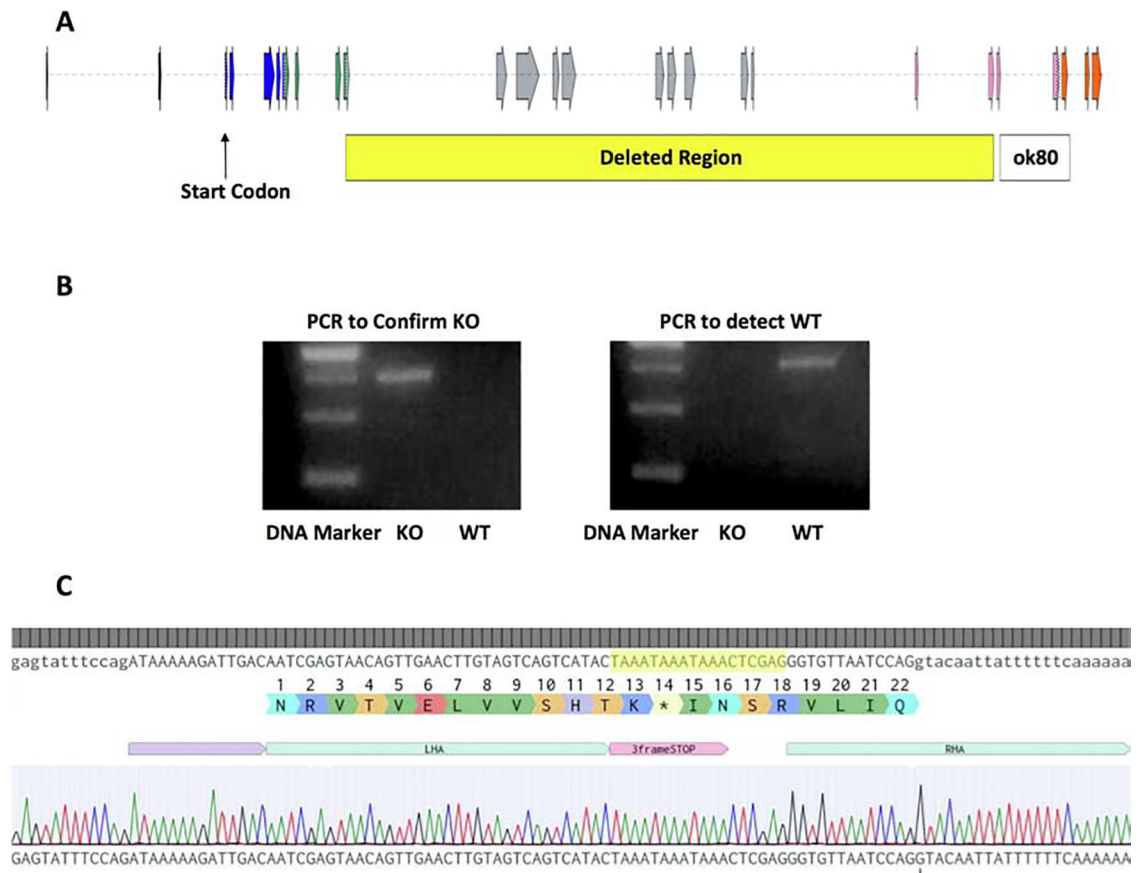 A
Deleted Region
ok80
Start Codon
B
PCR to Confirm KO
PCR to detect WT
DNA Marker KO WT
DNA Marker KO WT
C
gagtatttccagATAAAAAGATTGACAATCGAGTAACAGTTGAACTTGTAGTCAGTCATACTAAATAAATAAACTCGAGGGTGTTAATCCAGgtacaattattttttcaaaaaa
1 2 3 4 5 6 7 8 9 10 11 12 13 14 15 16 17 18 19 20 21 22
N R V T V E L V V S H T K * I N S R V L I Q
LHA 3frameSTOP RHA
GAGTATTTCCAGATAAAAAGATTGACAATCGAGTAACAGTTGAACTTGTAGTCAGTCATACTAAATAAATAAACTCGAGGGTGTTAATCCAGGTACAATTATTTTTTCAAAAAA